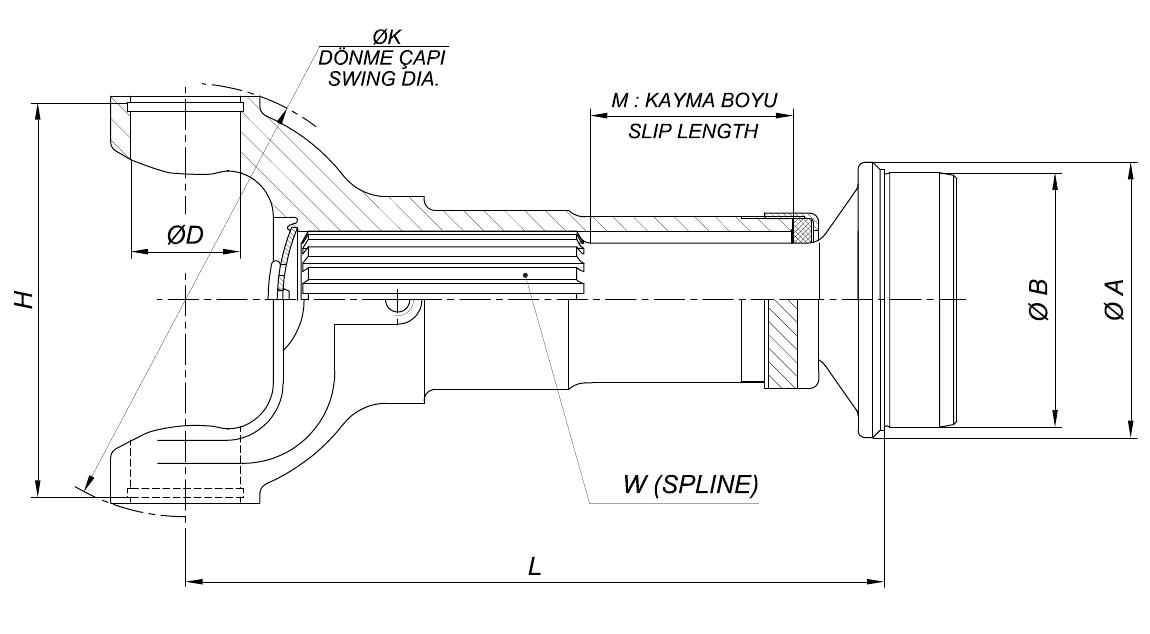 ØK
DÖNME ÇAPI
SWING DIA.
M : KAYMA BOYU
SLIP LENGTH
ØD
H
Ø B
Ø A
W (SPLINE)
L